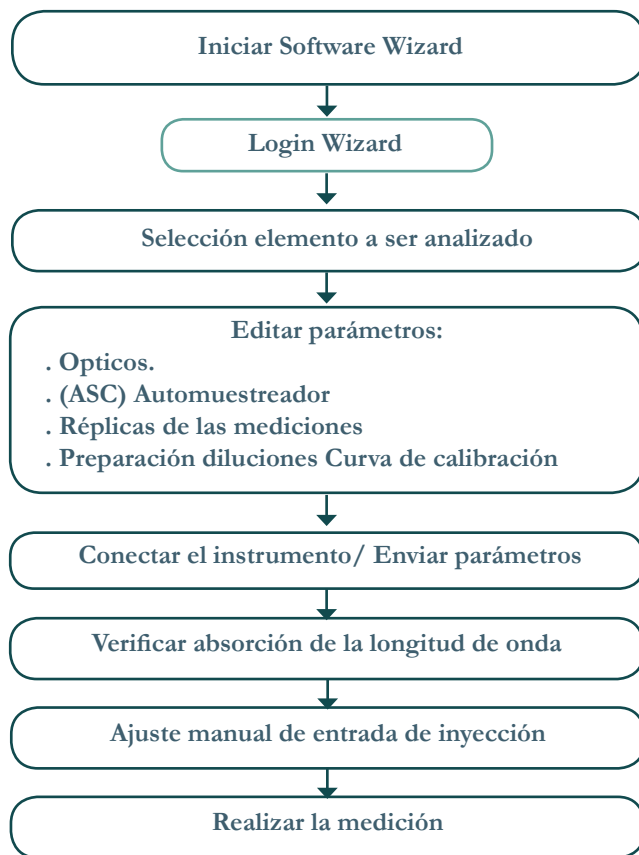 Iniciar Software Wizard
Login Wizard
Selección elemento a ser analizado
Editar parámetros:
. Opticos.
. (ASC) Automuestreador
. Réplicas de las mediciones
. Preparación diluciones Curva de calibración
Conectar el instrumento/ Enviar parámetros
Verificar absorción de la longitud de onda
Ajuste manual de entrada de inyección
Realizar la medición